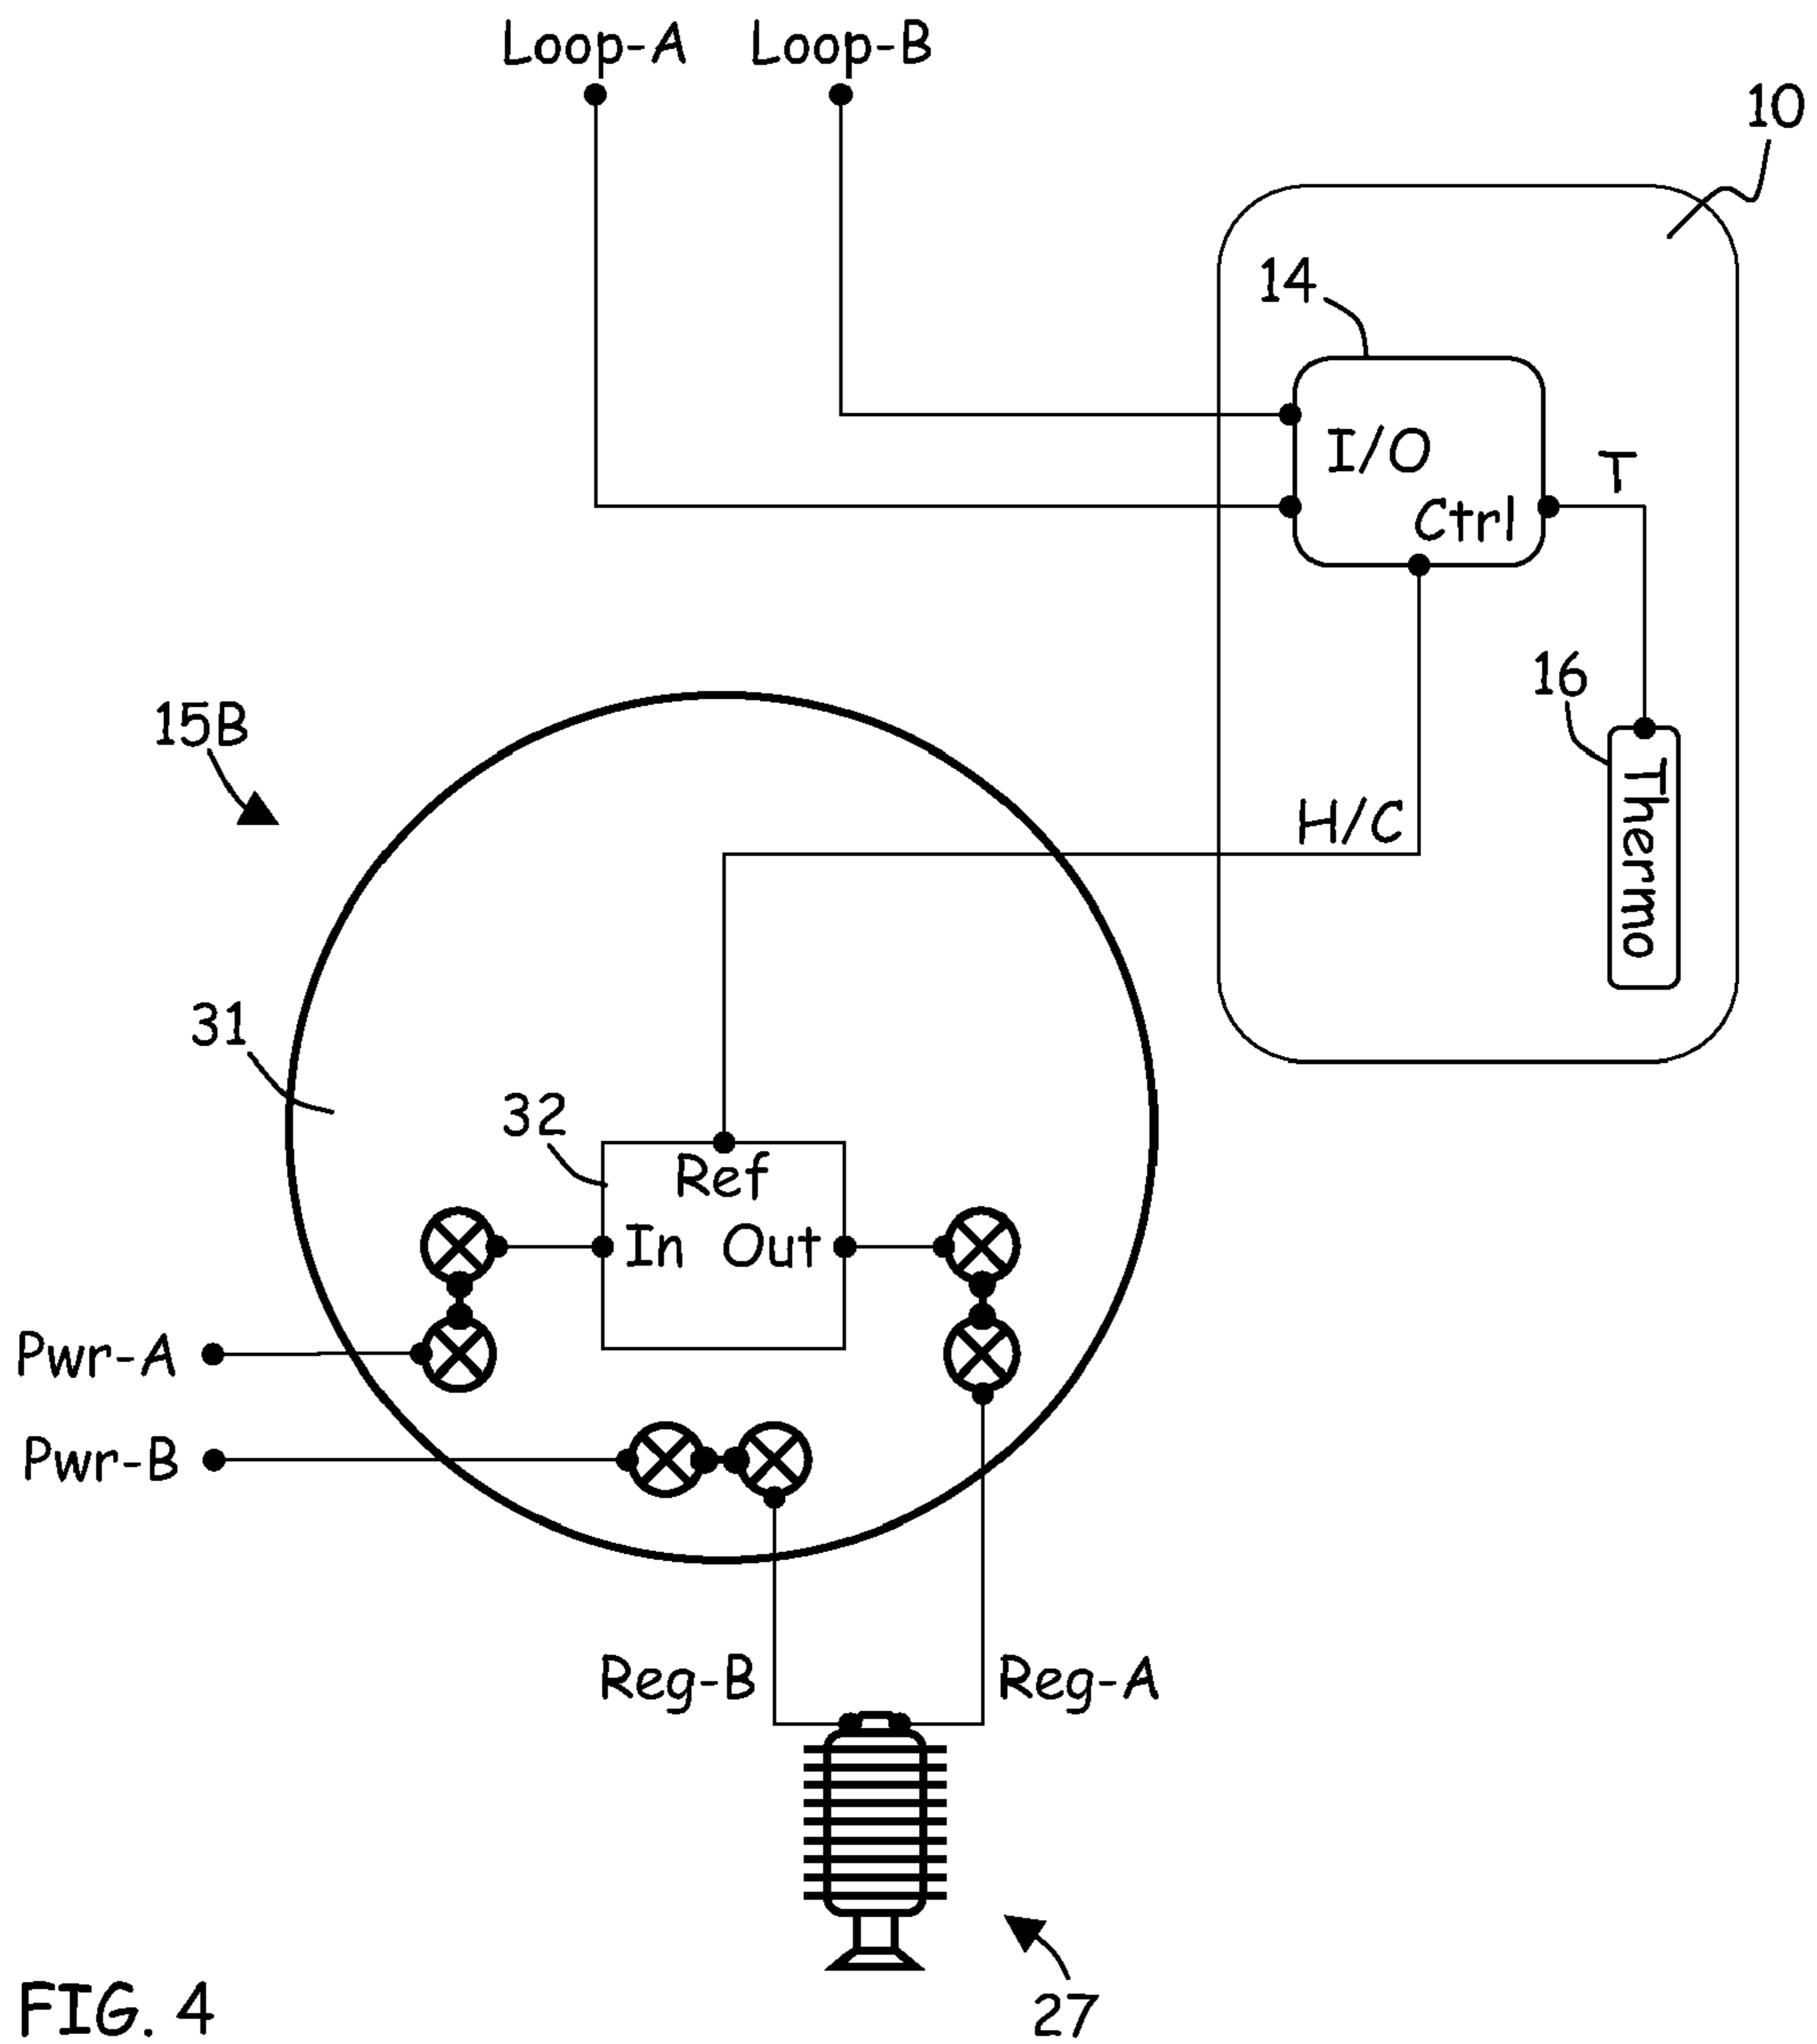 Loop-A
Loop-B
10
14
I/O
Ctrl
T
16
Thermo
15B
H/C
31
32
Ref
In
Out
Pwr-A
Pwr-B
Reg-B
Reg-A
27
FIG. 4